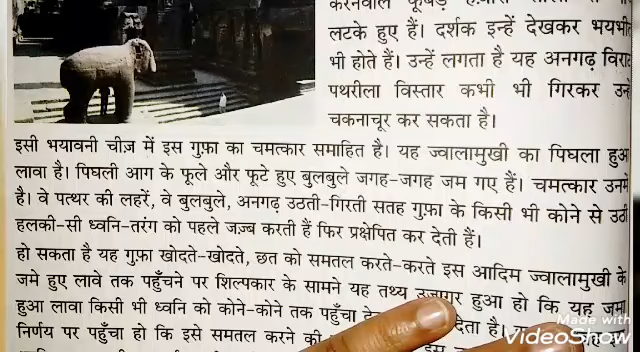 करनेवाले कूबड़
लटके हुए हैं। दर्शक इन्हें देखकर भयभीत
भी होते हैं। उन्हें लगता है यह अनगढ़ विराट
पथरीला विस्तार कभी भी गिरकर उन्हें
चकनाचूर कर सकता है।
इसी भयावनी चीज़ में इस गुफ़ा का चमत्कार समाहित है। यह ज्वालामुखी का पिघला हुआ
लावा है। पिघली आग के फूले और फूटे हुए बुलबुले जगह-जगह जम गए हैं। चमत्कार उनमें
है। वे पत्थर की लहरें, वे बुलबुले, अनगढ़ उठती-गिरती सतह गुफ़ा के किसी भी कोने से उठी
हलकी-सी ध्वनि-तरंग को पहले जज़्ब करती हैं फिर प्रक्षेपित कर देती हैं।
हो सकता है यह गुफ़ा खोदते-खोदते, छत को समतल करते-करते इस आदिम ज्वालामुखी के
जमे हुए लावे तक पहुँचने पर शिल्पकार के सामने यह तथ्य उजागर हुआ हो कि यह जमा
हुआ लावा किसी भी ध्वनि को कोने-कोने तक पहुँचा देता है।
निर्णय पर पहुँचा हो कि इसे समतल करने की
Made with
VideoShow